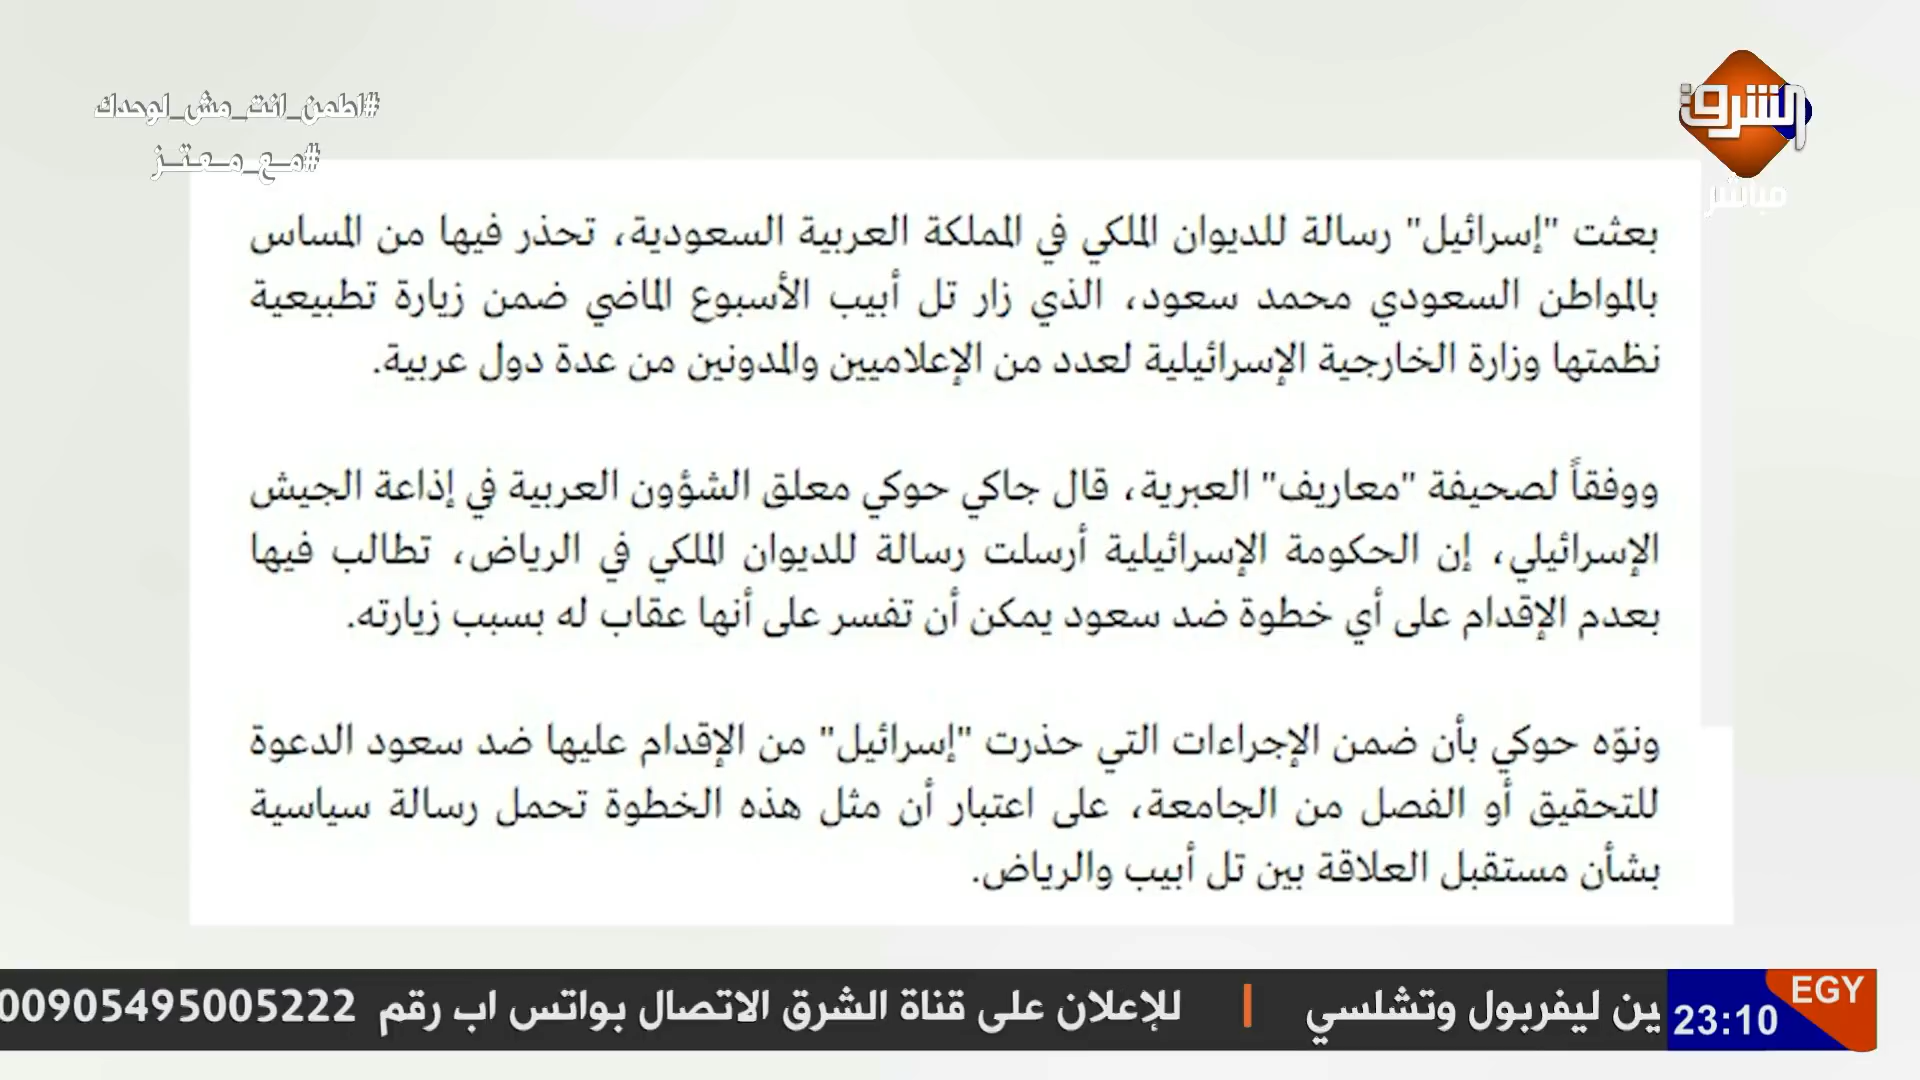 #اطمن_انت_مش_لوحدك
#مـع_مـعـتـز
الشرق
مباشر
بعثت "إسرائيل" رسالة للديوان الملكي في المملكة العربية السعودية، تحذر فيها من المساس
بالمواطن السعودي محمد سعود، الذي زار تل أبيب الأسبوع الماضي ضمن زيارة تطبيعية
نظمتها وزارة الخارجية الإسرائيلية لعدد من الإعلاميين والمدونين من عدة دول عربية.
ووفقاً لصحيفة "معاريف" العبرية، قال جاكي حوكي معلق الشؤون العربية في إذاعة الجيش
الإسرائيلي، إن الحكومة الإسرائيلية أرسلت رسالة للديوان الملكي في الرياض، تطالب فيها
بعدم الإقدام على أي خطوة ضد سعود يمكن أن تفسر على أنها عقاب له بسبب زيارته.
ونوّه حوكي بأن ضمن الإجراءات التي حذرت "إسرائيل" من الإقدام عليها ضد سعود الدعوة
للتحقيق أو الفصل من الجامعة، على اعتبار أن مثل هذه الخطوة تحمل رسالة سياسية
بشأن مستقبل العلاقة بين تل أبيب والرياض.
EGY
23:10
ين ليفربول وتشلسي | للإعلان على قناة الشرق الاتصال بواتس اب رقم 00905495005222